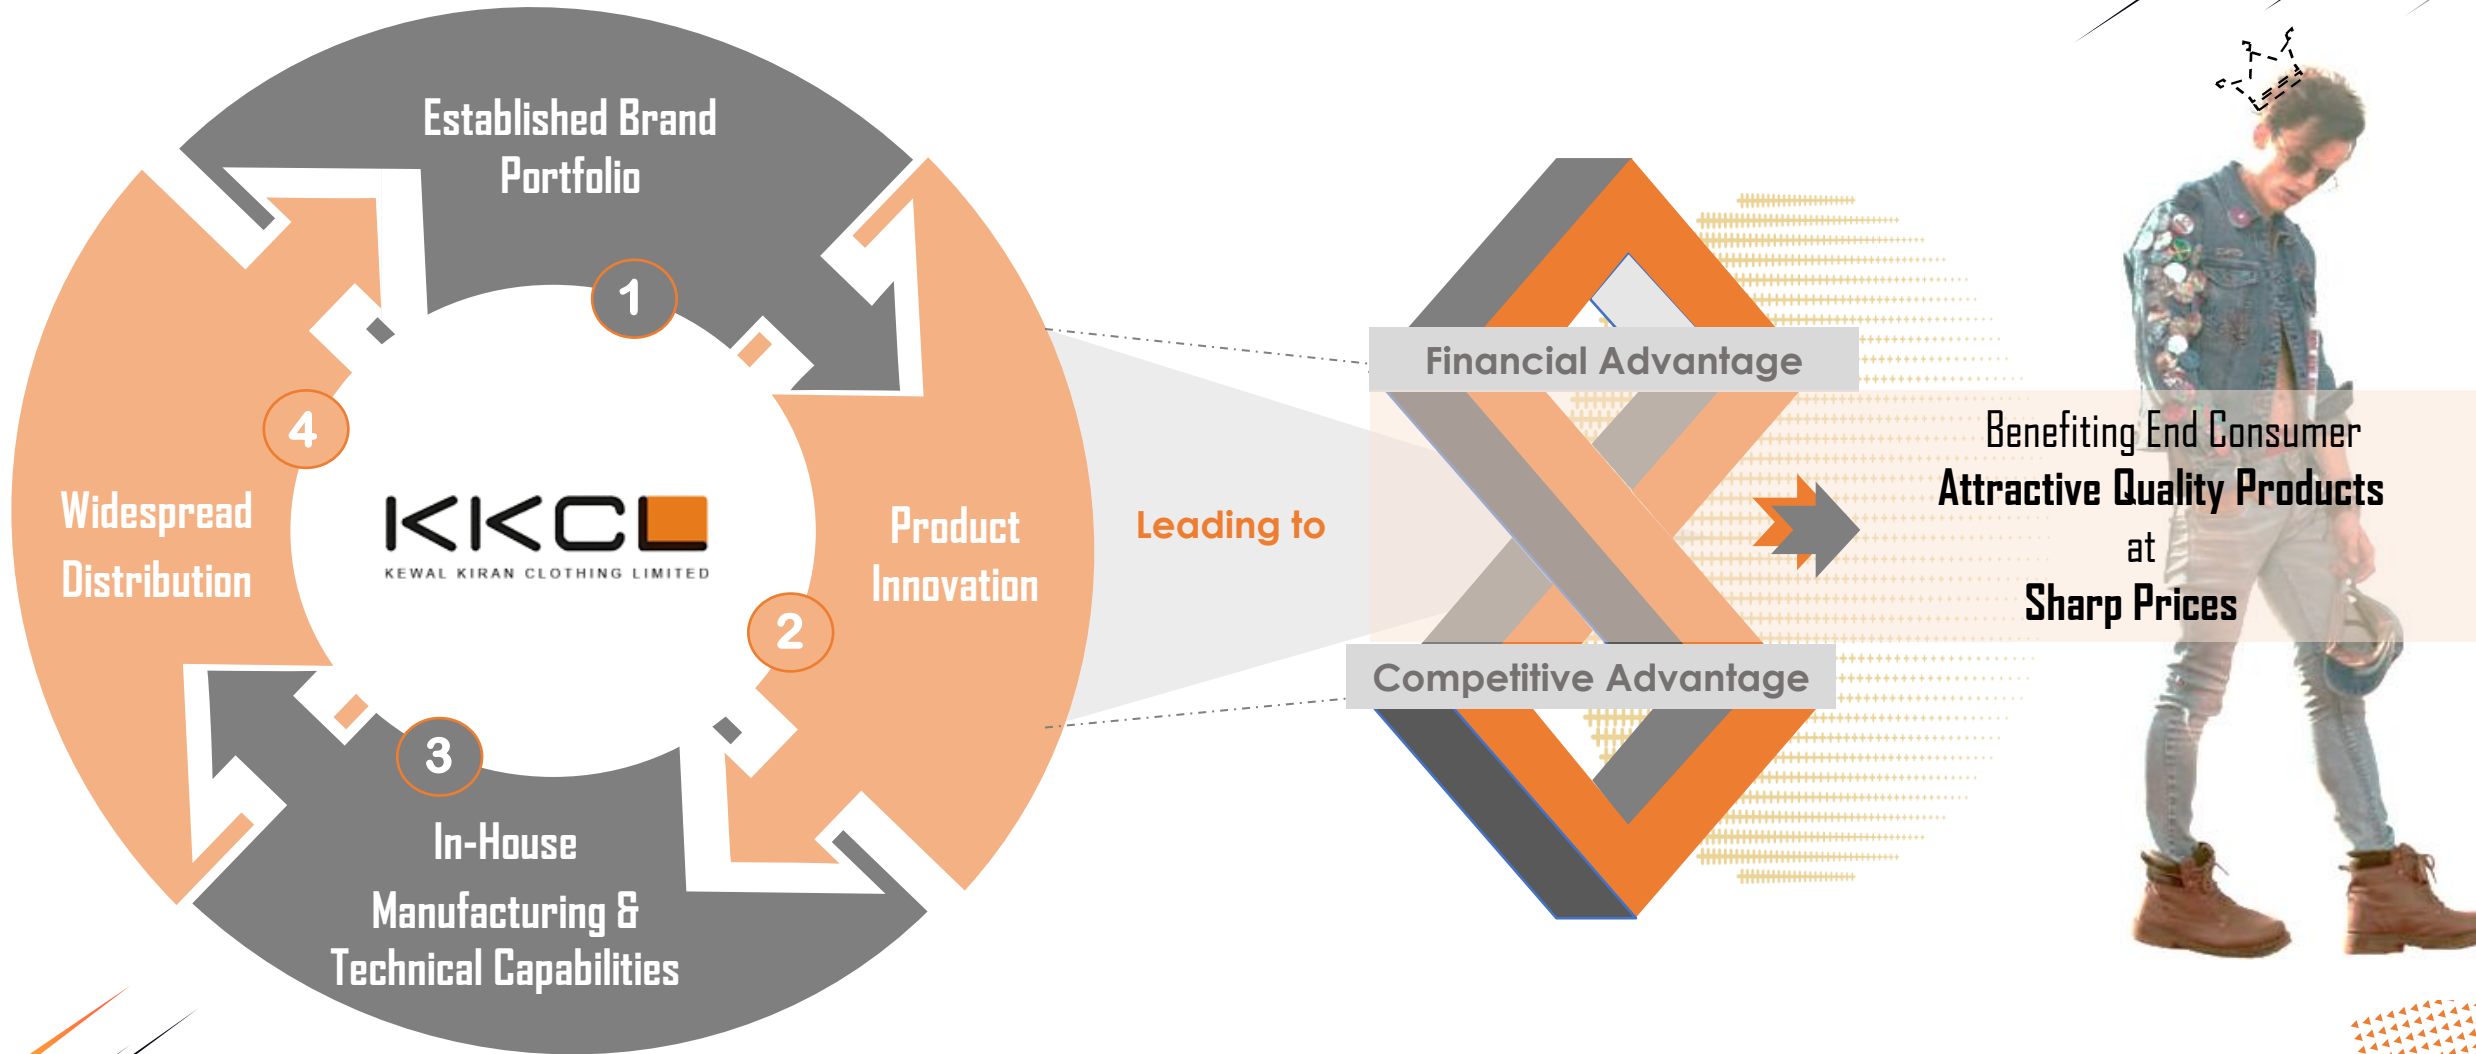 Established Brand
Portfolio
1
Product
Innovation
2
In-House
Manufacturing &
Technical Capabilities
3
Widespread
Distribution
4
KKCL
KEWAL KIRAN CLOTHING LIMITED
Leading to
Financial Advantage
Competitive Advantage
Benefiting End Consumer
Attractive Quality Products
at
Sharp Prices